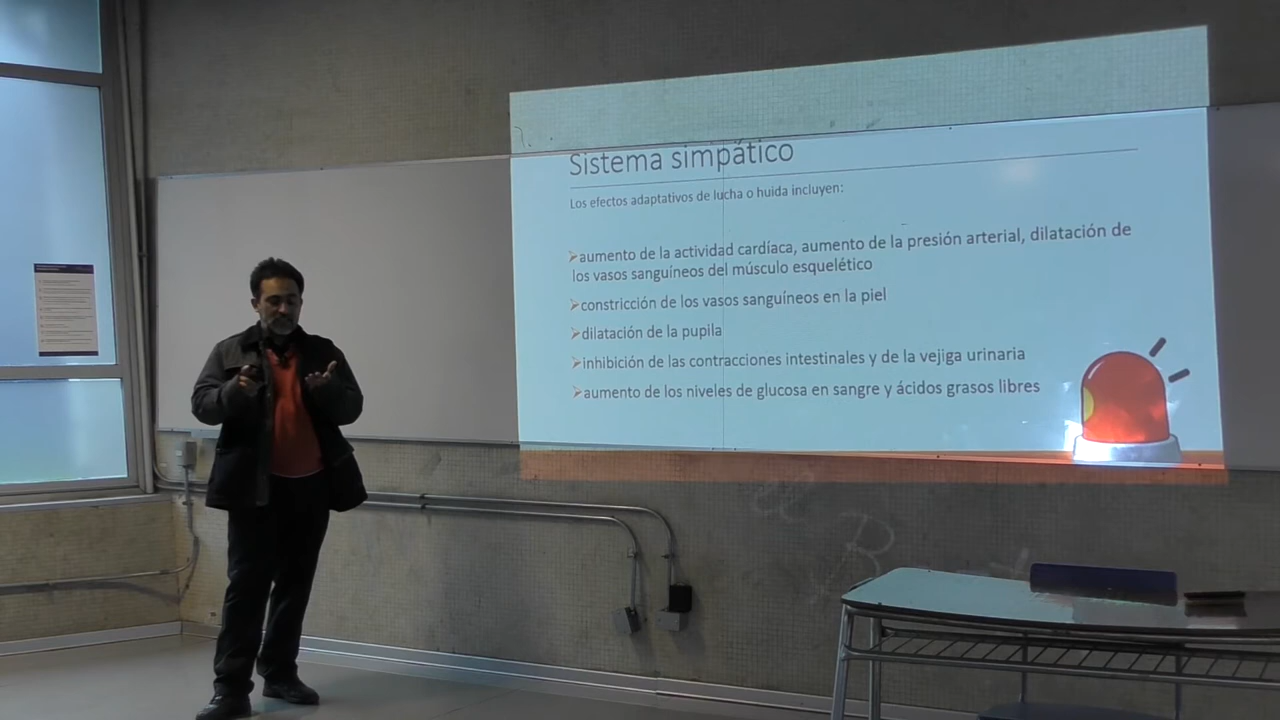 Sistema simpático
Los efectos adaptativos de lucha o huida incluyen:
➢aumento de la actividad cardíaca, aumento de la presión arterial, dilatación de
los vasos sanguíneos del músculo esquelético
➢constricción de los vasos sanguíneos en la piel
➢dilatación de la pupila
➢inhibición de las contracciones intestinales y de la vejiga urinaria
➢aumento de los niveles de glucosa en sangre y ácidos grasos libres